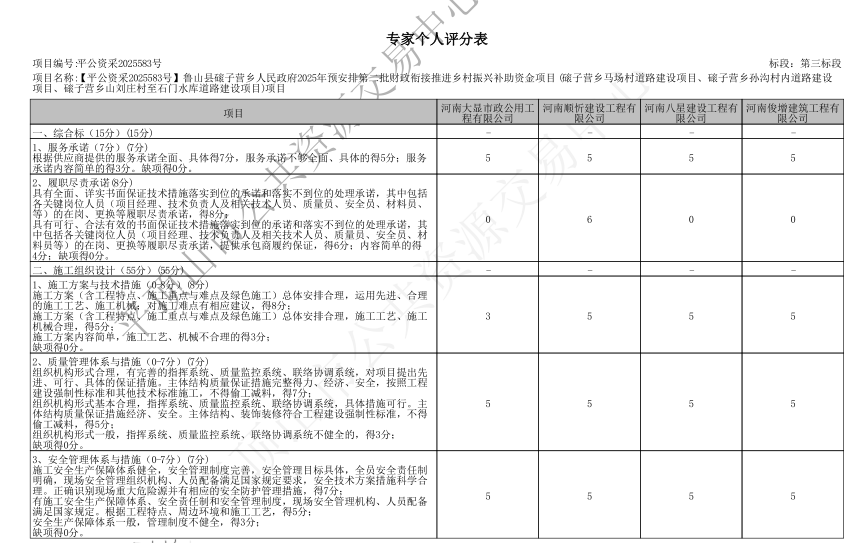 专家个人评分表
项目编号:平公资采2025583号
标段：第三标段
项目名称:【平公资采2025583号】鲁山县磙子营乡人民政府2025年预安排第二批财政衔接推进乡村振兴补助资金项目(磙子营乡马场村道路建设项目、磙子营乡孙沟村内道路建设
项目、磙子营乡山刘庄村至石门水库道路建设项目)项目
项目
河南大显市政公用工
程有限公司
河南顺忻建设工程有
限公司
河南八星建设工程有
限公司
河南俊增建筑工程有
限公司
一、综合标（15分）(15分)
- - - -
1、服务承诺（7分）(7分)
根据供应商提供的服务承诺全面、具体得7分，服务承诺不够全面、具体的得5分；服务
承诺内容简单的得3分。缺项得0分。
5 5 5 5
2、履职尽责承诺(8分)
具有全面、详实书面保证技术措施落实到位的承诺和落实不到位的处理承诺，其中包括
各关键岗位人员（项目经理、技术负责人及相关技术人员、质量员、安全员、材料员、
等）的在岗、更换等履职尽责承诺，得8分；
具有可行、合法有效的书面保证技术措施落实到位的承诺和落实不到位的处理承诺，其
中包括各关键岗位人员（项目经理、技术负责人及相关技术人员、质量员、安全员、材
料员等）的在岗、更换等履职尽责承诺，提供承包商履约保证，得6分；内容简单的得
4分；缺项得0分。
0 6 0 0
二、施工组织设计（55分）(55分)
- - - -
1、施工方案与技术措施（0-8分）(8分)
施工方案（含工程特点、施工重点与难点及绿色施工）总体安排合理，运用先进、合理
的施工工艺、施工机械；对施工难点有相应建议，得8分；
施工方案（含工程特点、施工重点与难点及绿色施工）总体安排合理，施工工艺、施工
机械合理，得5分；
施工方案内容简单，施工工艺、机械不合理的得3分；
缺项得0分。
3 5 5 5
2、质量管理体系与措施（0-7分）(7分)
组织机构形式合理，有完善的指挥系统、质量监控系统、联络协调系统，对项目提出先
进、可行、具体的保证措施。主体结构质量保证措施完整得力、经济、安全，按照工程
建设强制性标准和其他技术标准施工，不得偷工减料，得7分；
组织机构形式基本合理，指挥系统、质量监控系统、联络协调系统，具体措施可行。主
体结构质量保证措施经济、安全。主体结构、装饰装修符合工程建设强制性标准，不得
偷工减料，得5分；
组织机构形式一般，指挥系统、质量监控系统、联络协调系统不健全的，得3分；
缺项得0分。
5 5 5 5
3、安全管理体系与措施（0-7分）(7分)
施工安全生产保障体系健全，安全管理制度完善，安全管理目标具体，全员安全责任制
明确，现场安全管理组织机构、人员配备满足国家规定要求，安全技术方案措施科学合
理。正确识别现场重大危险源并有相应的安全防护管理措施，得7分；
有施工安全生产保障体系、安全责任制和安全管理制度，现场安全管理机构、人员配备
满足国家规定。根据工程特点、周边环境和施工工艺，得5分；
安全生产保障体系一般，管理制度不健全，得3分；
缺项得0分。
5 5 5 5
平顶山市公共资源交易中心
顶山市公共资源交易中心